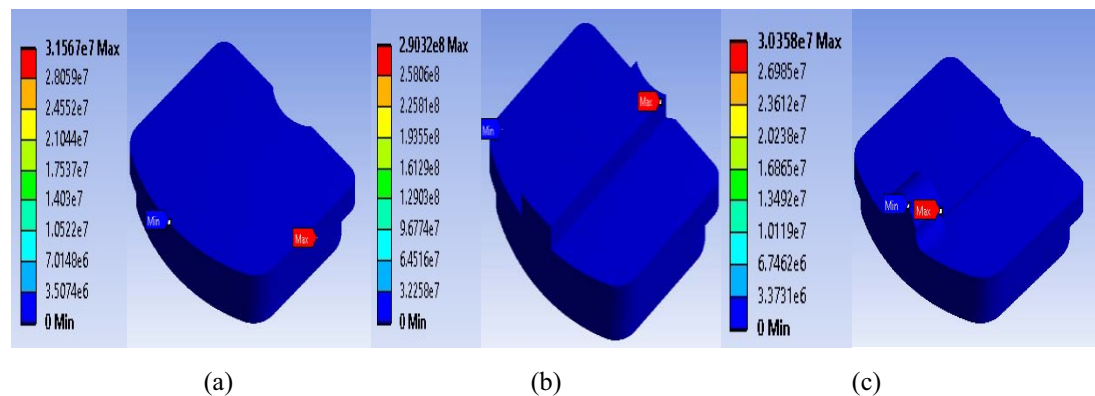 3.1567e7 Max
2.8059e7
2.4552e7
2.1044e7
1.7537e7
1.403e7
1.0522e7
7.0148e6
3.5074e6
0 Min
Min
Max
2.9032e8 Max
2.5806e8
2.2581e8
1.9355e8
1.6129e8
1.2903e8
9.6774e7
6.4516e7
3.2258e7
0 Min
Min
Max
3.0358e7 Max
2.6985e7
2.3612e7
2.0238e7
1.6865e7
1.3492e7
1.0119e7
6.7462e6
3.3731e6
0 Min
Min
Max
(a)
(b)
(c)